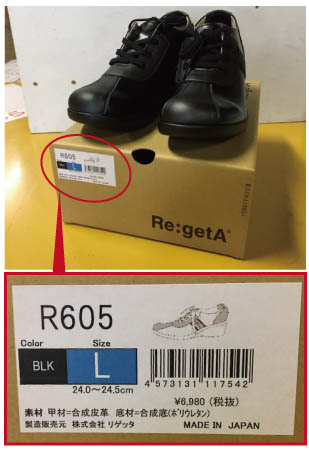 R605
BLK L
Re:getA®
R605
Color Size
BLK L
24.0～24.5cm
4 573131 117542
¥6,980 (税抜)
素材 甲材=合成皮革 底材=合成底(ﾎﾟﾘｳﾚﾀﾝ)
製造販売元 株式会社 リゲッタ MADE IN JAPAN